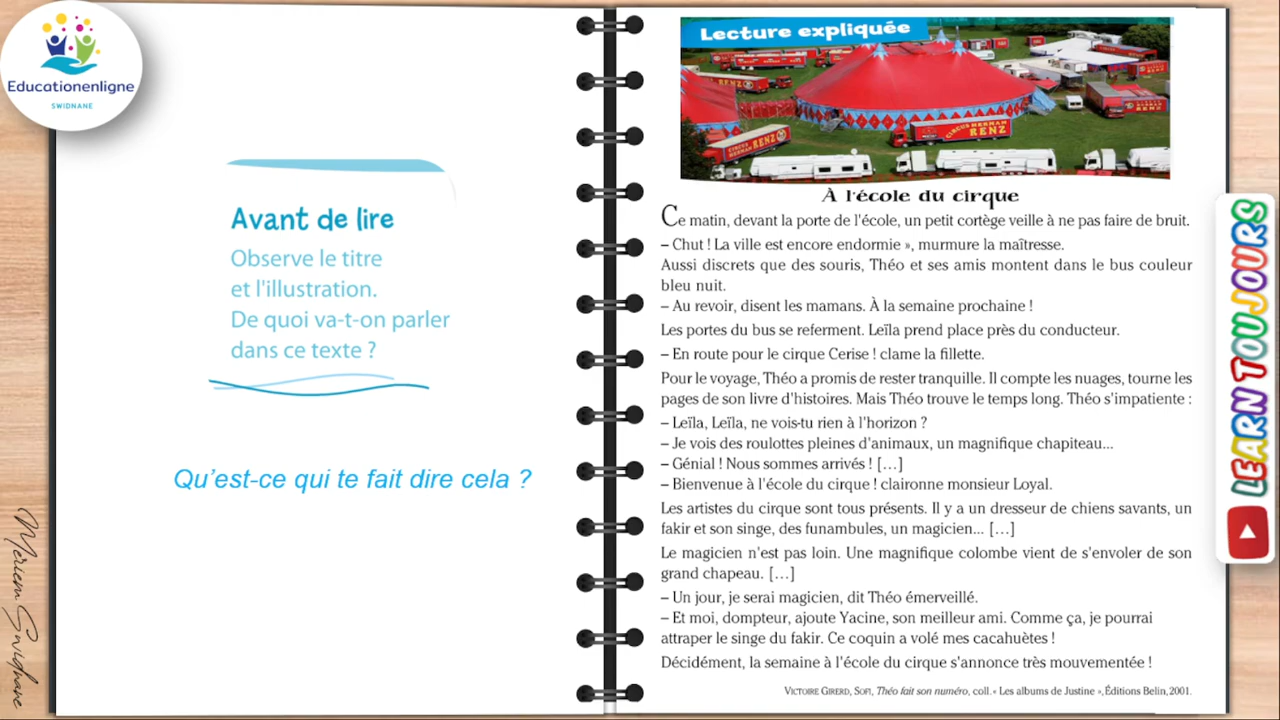 Educationenligne
SWIDNANE
Avant de lire
Observe le titre
et l'illustration.
De quoi va-t-on parler
dans ce texte ?
Qu'est-ce qui te fait dire cela ?
Meriem Swidnane
Lecture expliquée
RENZ
CIRCUS HERMAN
RENZ
CIRCUS HERMAN
RENZ
À l'école du cirque
Ce matin, devant la porte de l'école, un petit cortège veille à ne pas faire de bruit.
– Chut ! La ville est encore endormie », murmure la maîtresse.
Aussi discrets que des souris, Théo et ses amis montent dans le bus couleur
bleu nuit.
– Au revoir, disent les mamans. À la semaine prochaine !
Les portes du bus se referment. Leïla prend place près du conducteur.
– En route pour le cirque Cerise ! clame la fillette.
Pour le voyage, Théo a promis de rester tranquille. Il compte les nuages, tourne les
pages de son livre d'histoires. Mais Théo trouve le temps long. Théo s'impatiente :
– Leïla, Leïla, ne vois-tu rien à l'horizon ?
– Je vois des roulottes pleines d'animaux, un magnifique chapiteau...
– Génial ! Nous sommes arrivés ! [...]
– Bienvenue à l'école du cirque ! claironne monsieur Loyal.
Les artistes du cirque sont tous présents. Il y a un dresseur de chiens savants, un
fakir et son singe, des funambules, un magicien... [...]
Le magicien n'est pas loin. Une magnifique colombe vient de s'envoler de son
grand chapeau. [...]
– Un jour, je serai magicien, dit Théo émerveillé.
– Et moi, dompteur, ajoute Yacine, son meilleur ami. Comme ça, je pourrai
attraper le singe du fakir. Ce coquin a volé mes cacahuètes !
Décidément, la semaine à l'école du cirque s'annonce très mouvementée !
VICTOIRE GIRERD, SOFI, Théo fait son numéro, coll.« Les albums de Justine », Éditions Belin, 2001.
LEARN TOUJOURS